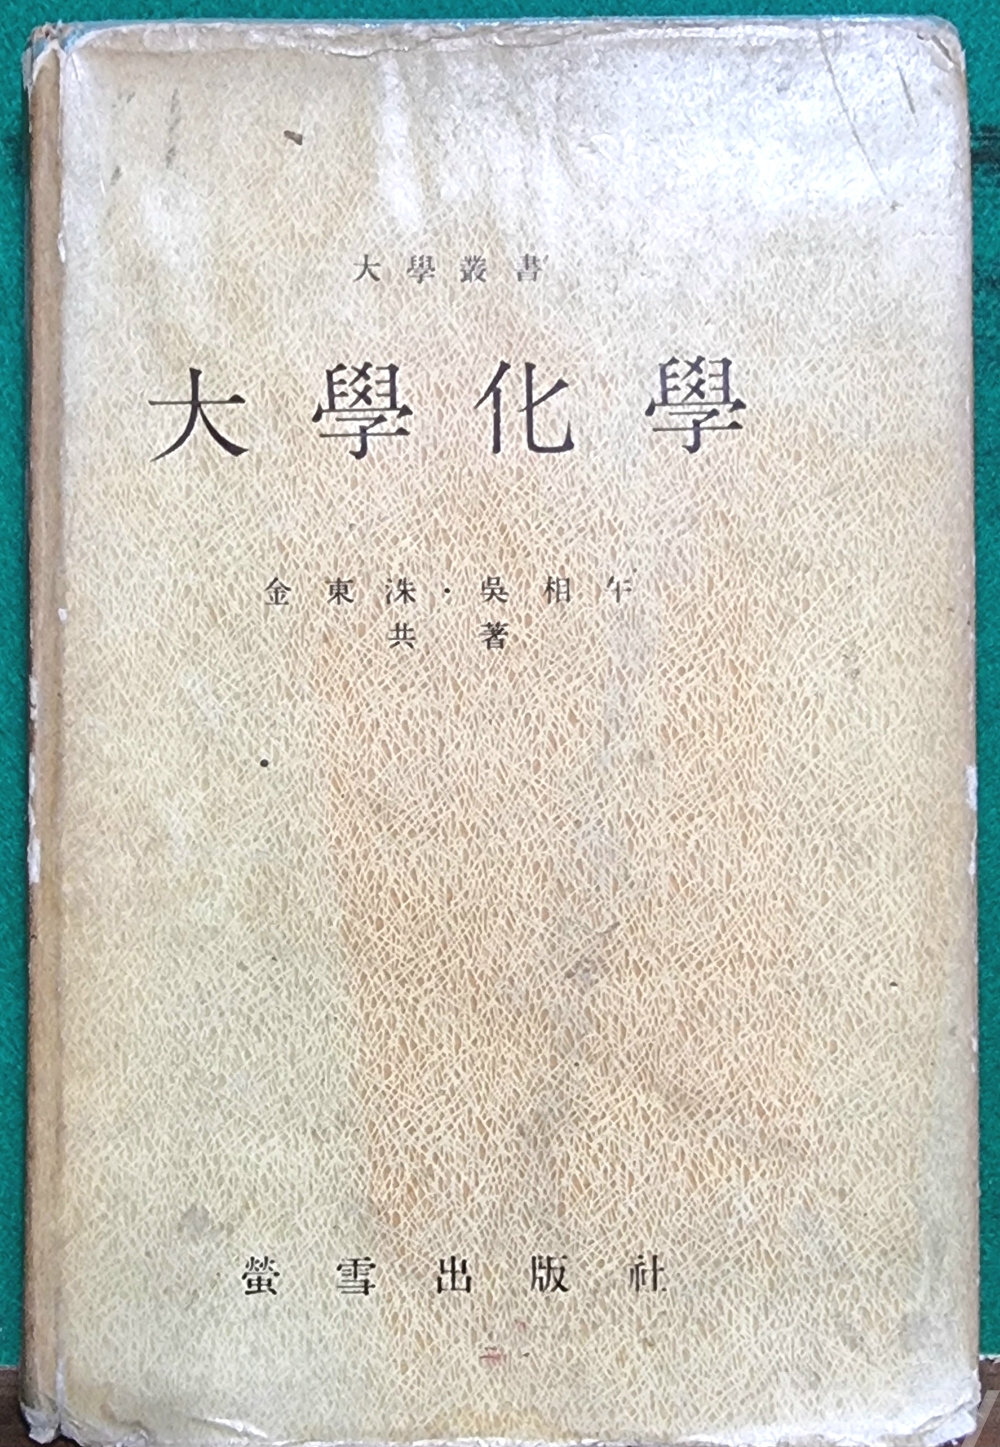 大學叢書
大學化學
金東洙·吳相午
共著
螢雪出版社